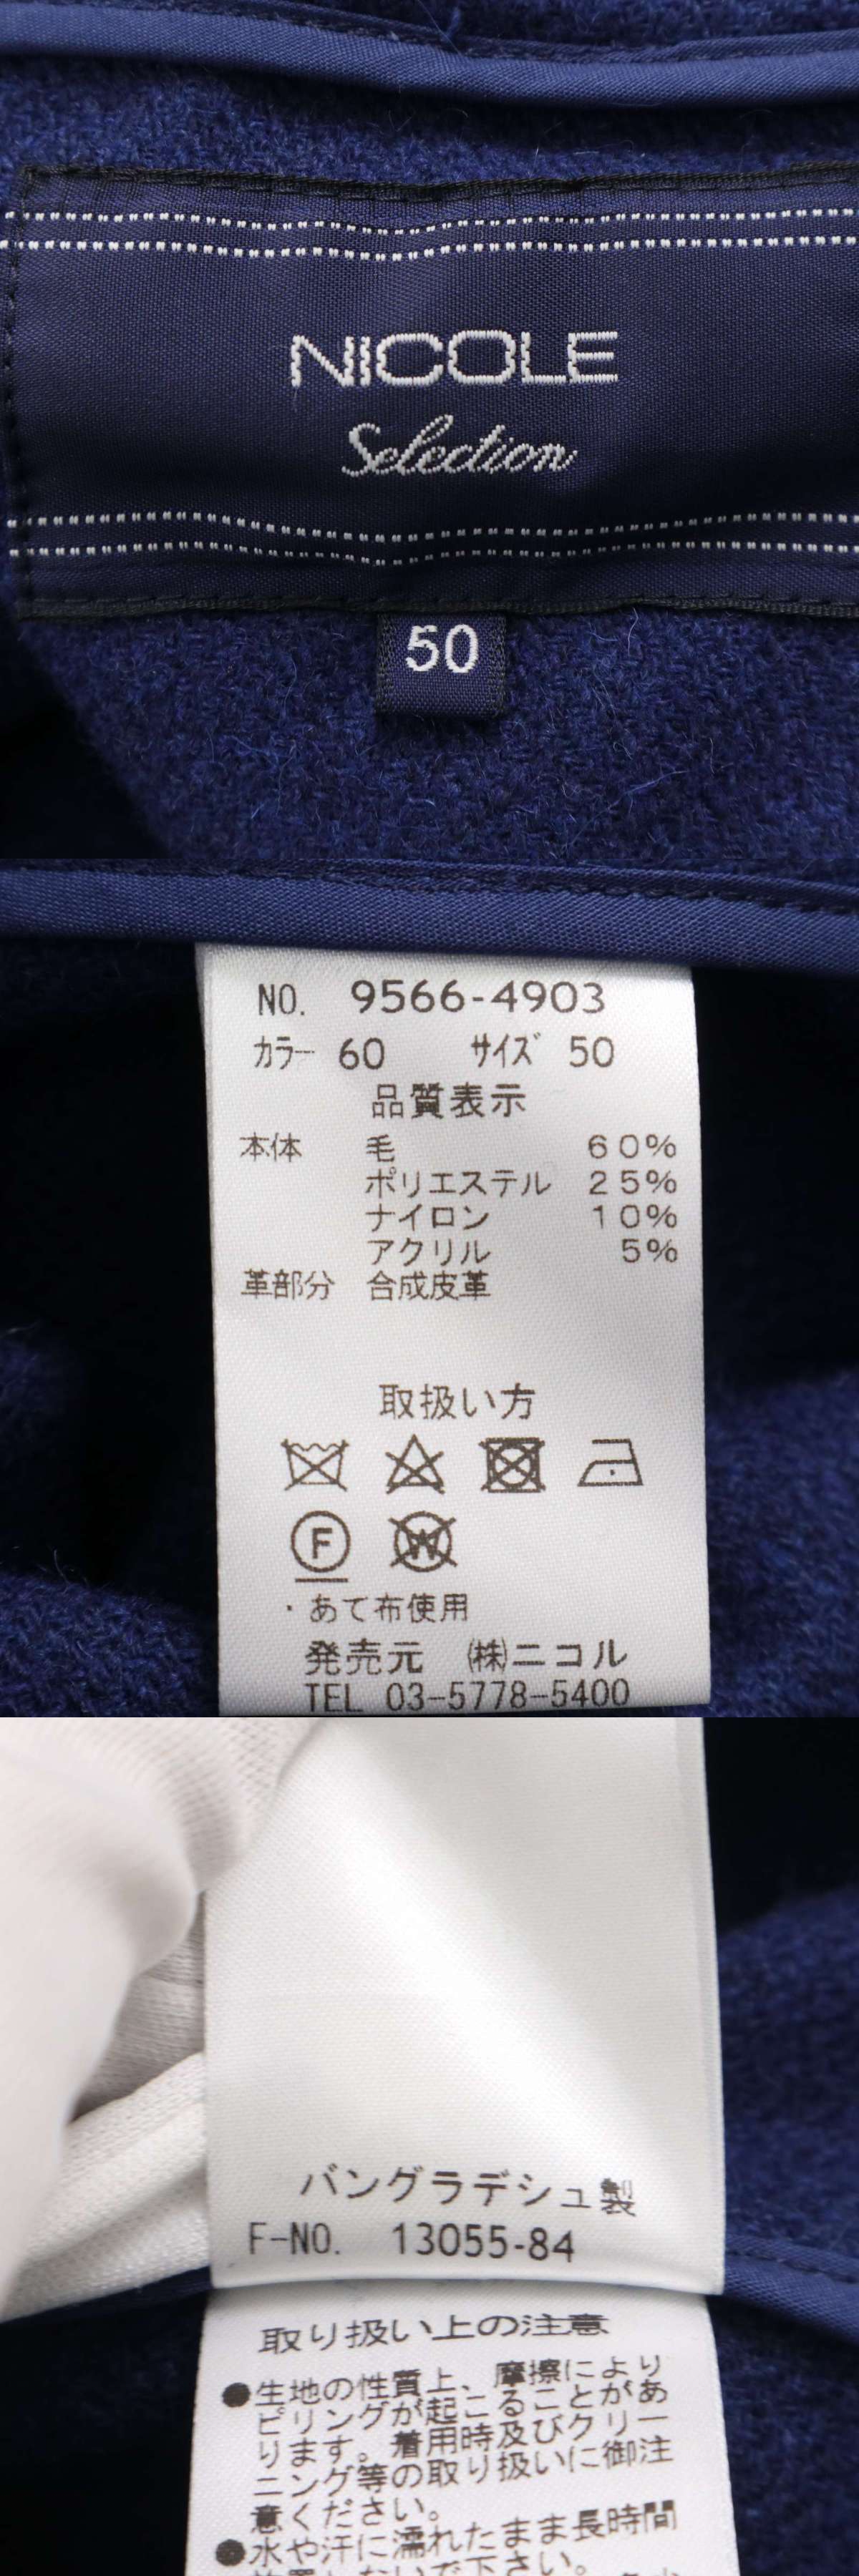 NICOLE
Selection
50
NO. 9566-4903
カラー 60 サイズ 50
品質表示
本体 毛 60%
ポリエステル 25%
ナイロン 10%
アクリル 5%
革部分 合成皮革
取扱い方
F
W
・あて布使用
発売元 ㈱ニコル
TEL 03-5778-5400
バングラデシュ製
F-NO. 13055-84
取り扱い上の注意
●生地の性質上、摩擦により
ピリングが起こることがあ
ります。着用時及びクリー
ニング等の取り扱いに御注
意ください。
●水や汗に濡れたまま長時間